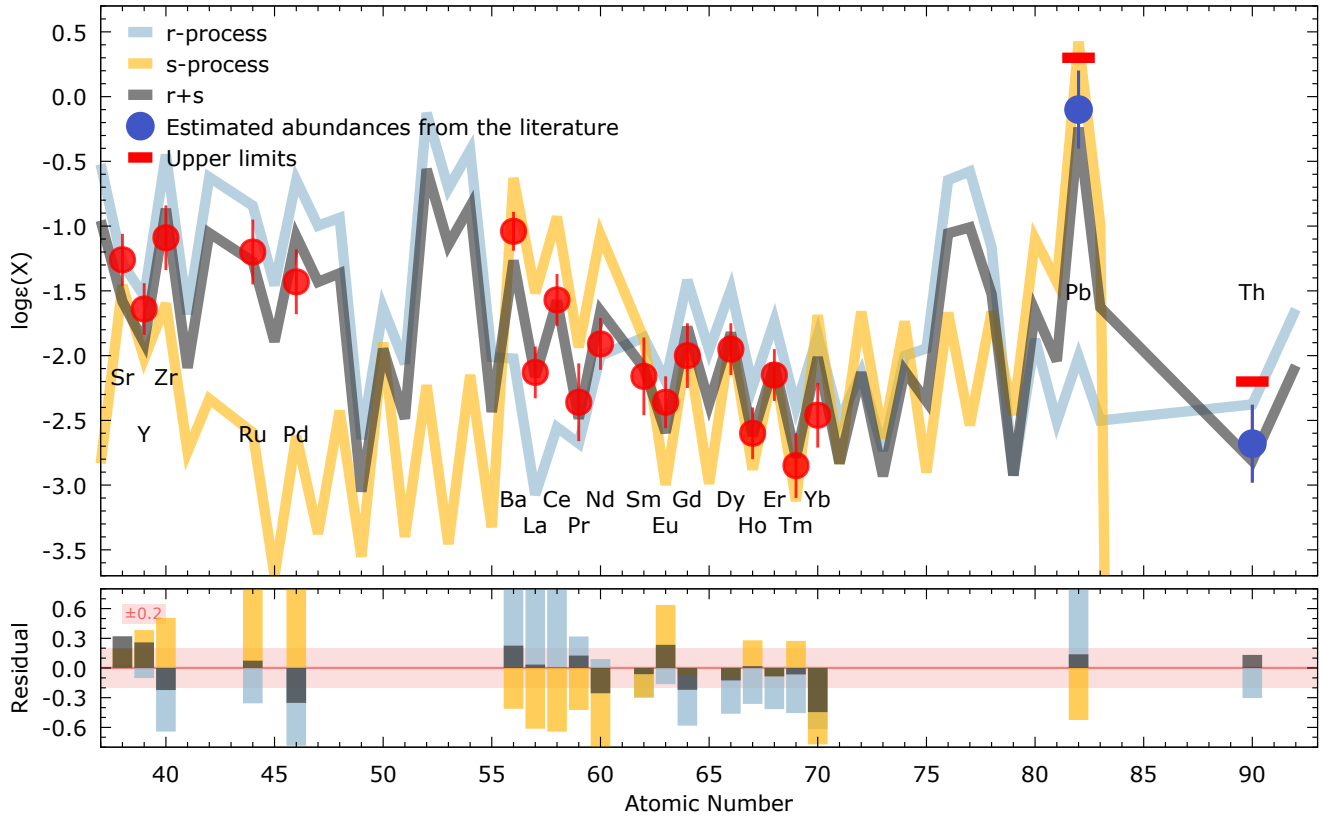 0.5
0.0
-0.5
-1.0
-1.5
-2.0
-2.5
-3.0
-3.5
logε(X)
r-process
s-process
r+s
Estimated abundances from the literature
Upper limits
Pb Th
Sr Zr
Y Ru Pd
Ba Ce Nd Sm Gd Dy Er Yb
La Pr Eu Ho Tm
±0.2
0.6
0.3
0.0
-0.3
-0.6
Residual
40 45 50 55 60 65 70 75 80 85 90
Atomic Number